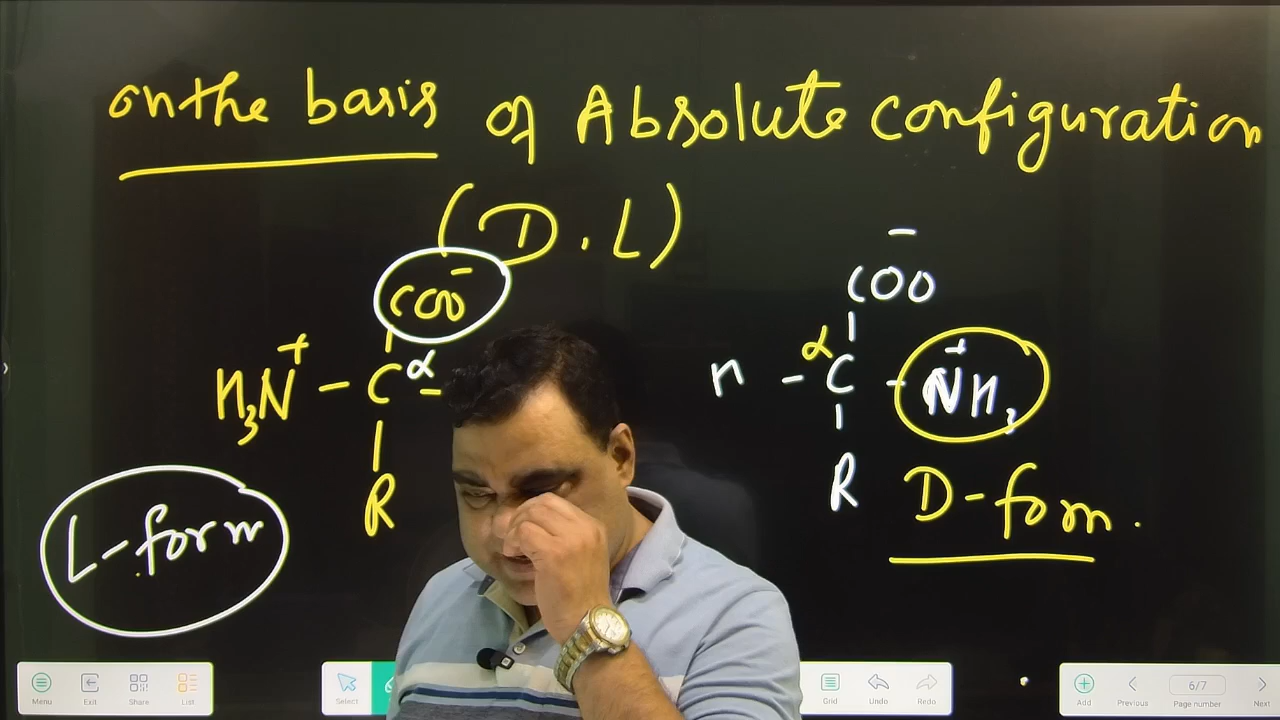 on the basis of Absolute configuration
(D.L)
COO⁻
COO⁻
H₃N⁺ – C α –
n – α C – N⁺H₃
R
R
L-form
D-form.
Menu Exit Share List
Select
Grid Undo Redo
Add Previous 6/7 Page number Next